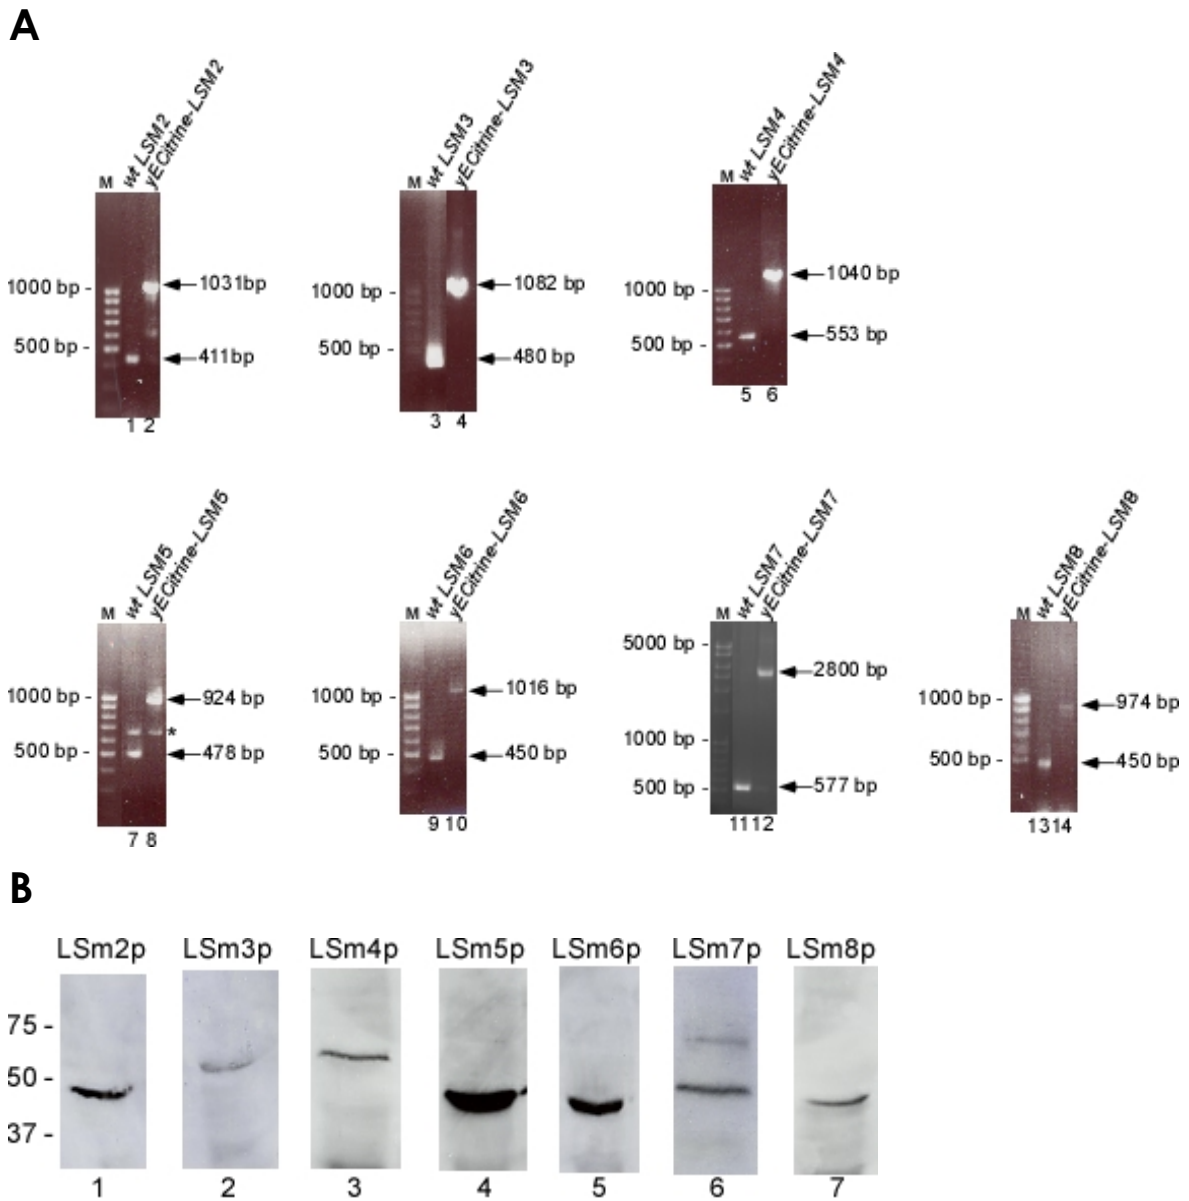 A
M wt LSM2 yECitrine-LSM2
1000 bp -
500 bp -
1031bp
411bp
1 2
M wt LSM3 yECitrine-LSM3
1000 bp -
500 bp -
1082 bp
480 bp
3 4
M wt LSM4 yECitrine-LSM4
1000 bp -
500 bp -
1040 bp
553 bp
5 6
M wt LSM5 yECitrine-LSM5
1000 bp -
500 bp -
924 bp
*
478 bp
7 8
M wt LSM6 yECitrine-LSM6
1000 bp -
500 bp -
1016 bp
450 bp
9 10
M wt LSM7 yECitrine-LSM7
5000 bp -
1000 bp -
500 bp -
2800 bp
577 bp
11 12
M wt LSM8 yECitrine-LSM8
1000 bp -
500 bp -
974 bp
450 bp
13 14
B
LSm2p LSm3p LSm4p LSm5p LSm6p LSm7p LSm8p
75 -
50 -
37 -
1 2 3 4 5 6 7